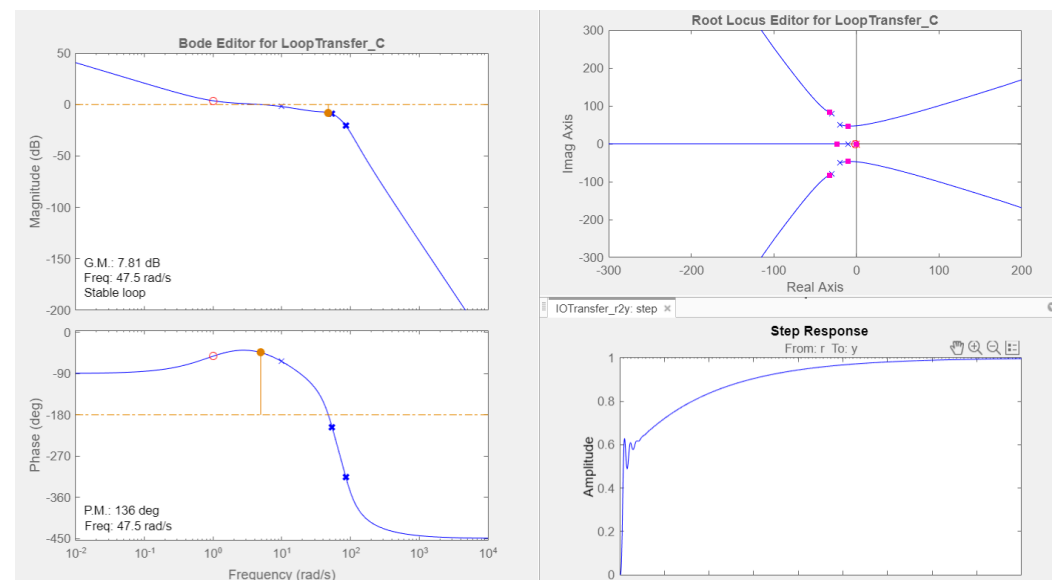 Bode Editor for LoopTransfer_C
50
0
-50
-100
-150
-200
Magnitude (dB)
G.M.: 7.81 dB
Freq: 47.5 rad/s
Stable loop
0
-90
-180
-270
-360
-450
Phase (deg)
P.M.: 136 deg
Freq: 47.5 rad/s
10-2 10-1 100 101 102 103 104
Frequency (rad/s)
Root Locus Editor for LoopTransfer_C
300
200
100
0
-100
-200
-300
Imag Axis
-300 -200 -100 0 100 200
Real Axis
IOTransfer_r2y: step ×
Step Response
From: r To: y
1
0.8
0.6
0.4
0.2
0
Amplitude